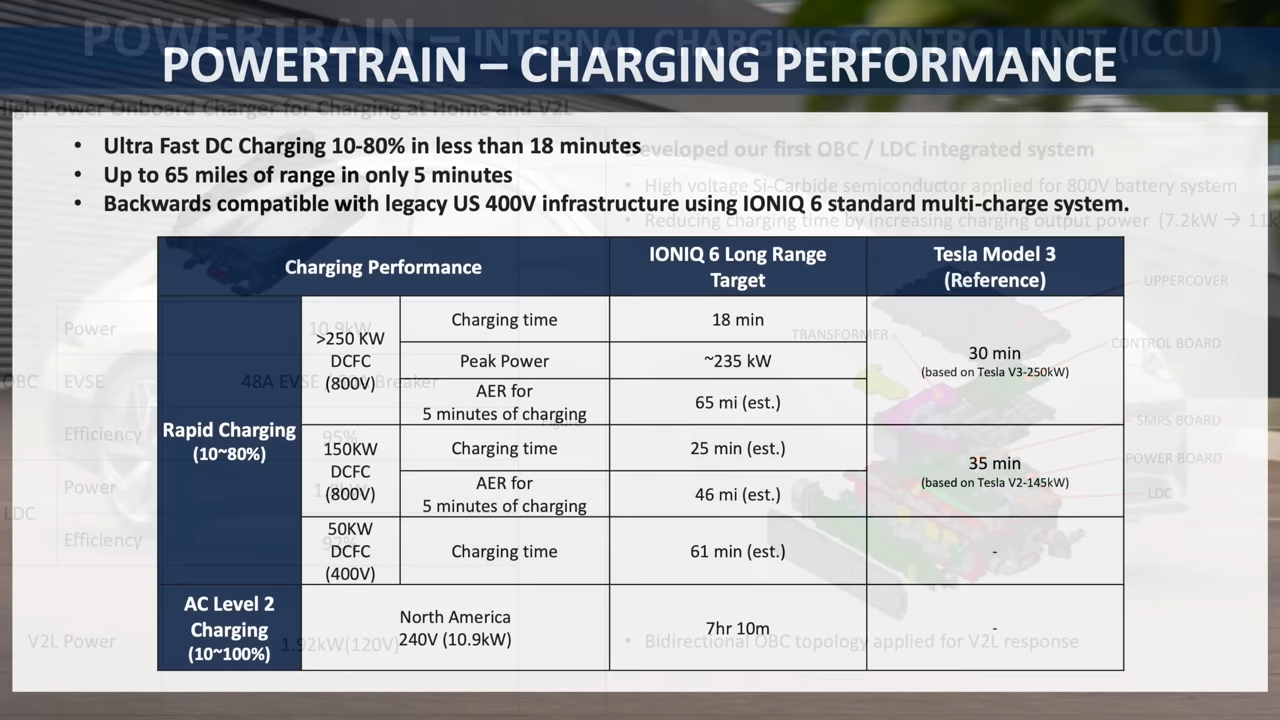 POWERTRAIN – INTERNAL CHARGING CONTROL UNIT (ICCU)
POWERTRAIN – CHARGING PERFORMANCE
High Power Onboard Charger for Charging at Home and V2L
• Ultra Fast DC Charging 10-80% in less than 18 minutes
• Up to 65 miles of range in only 5 minutes
• Backwards compatible with legacy US 400V infrastructure using IONIQ 6 standard multi-charge system.
Developed our first OBC / LDC integrated system
• High voltage Si-Carbide semiconductor applied for 800V battery system
• Reducing charging time by increasing charging output power (7.2kW → 11k
Charging Performance
IONIQ 6 Long Range
Target
Tesla Model 3
(Reference)
Rapid Charging
(10~80%)
>250 KW
DCFC
(800V)
Charging time
18 min
Peak Power
~235 kW
AER for
5 minutes of charging
65 mi (est.)
30 min
(based on Tesla V3-250kW)
150KW
DCFC
(800V)
Charging time
25 min (est.)
AER for
5 minutes of charging
46 mi (est.)
35 min
(based on Tesla V2-145kW)
50KW
DCFC
(400V)
Charging time
61 min (est.)
-
AC Level 2
Charging
(10~100%)
North America
240V (10.9kW)
7hr 10m
-
OBC
Power
10.9kW
EVSE
48A EVSE Breaker
Efficiency
95%
LDC
Power
Efficiency
V2L Power
1.92kW(120V)
• Bidirectional OBC topology applied for V2L response
UPPERCOVER
TRANSFORMER
CONTROL BOARD
SMPS BOARD
POWER BOARD
LDC